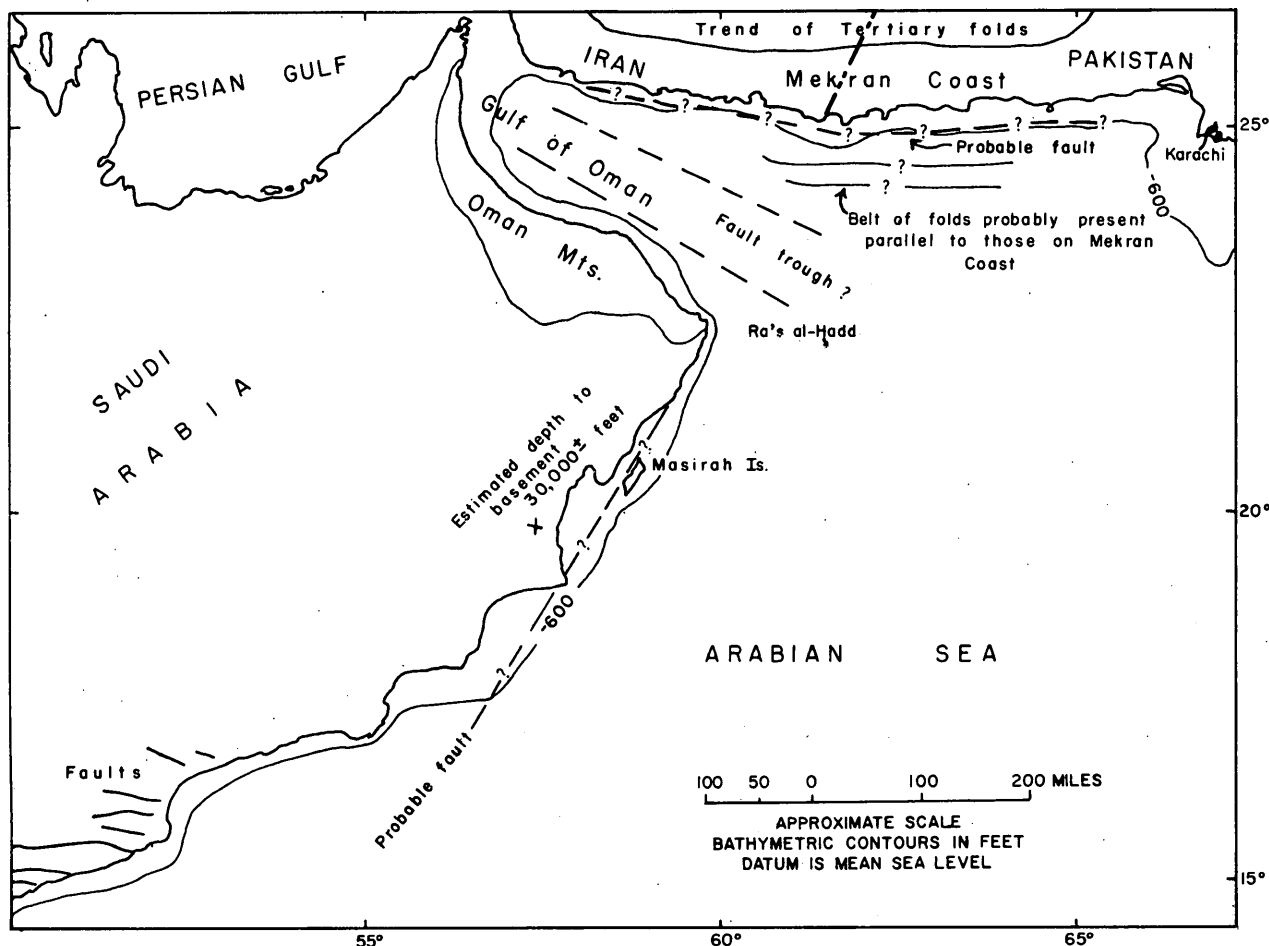 Trend of Tertiary folds
IRAN
PAKISTAN
PERSIAN GULF
Mekran Coast
Gulf of Oman
? ? ? ? ? ? ?
25°
Probable fault
Karachi
?
?
-600
Oman Mts.
Fault trough ?
Belt of folds probably present
parallel to those on Mekran
Coast
Ra's al-Hadd
SAUDI
ARABIA
Estimated depth to
basement
30,000± feet
x
?
Masirah Is.
20°
?
-600
ARABIAN SEA
?
Probable fault
Faults
100 50 0 100 200 MILES
APPROXIMATE SCALE
BATHYMETRIC CONTOURS IN FEET
DATUM IS MEAN SEA LEVEL
15°
55°
60°
65°